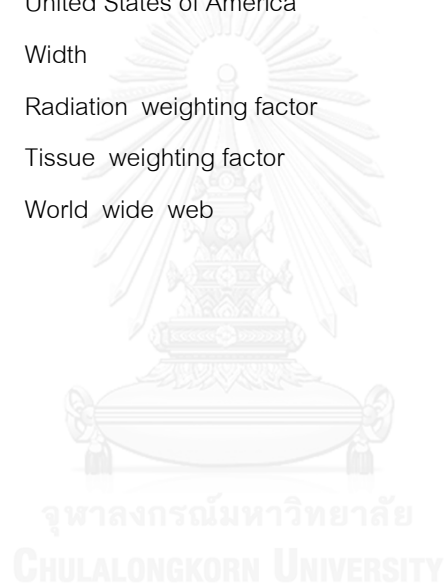 United States of America
Width
Radiation weighting factor
Tissue weighting factor
World wide web
จุฬาลงกรณ์มหาวิทยาลัย
CHULALONGKORN UNIVERSITY